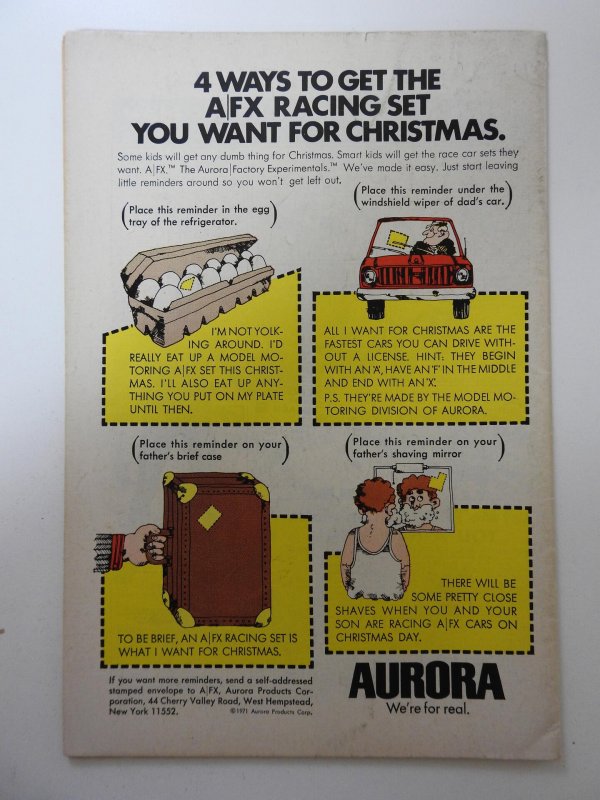 4 WAYS TO GET THE
A|FX RACING SET
YOU WANT FOR CHRISTMAS.
Some kids will get any dumb thing for Christmas. Smart kids will get the race car sets they
want. A|FX.™ The Aurora|Factory Experimentals.™ We've made it easy. Just start leaving
little reminders around so you won't get left out.
(Place this reminder in the egg
tray of the refrigerator.)
I'M NOT YOLK-
ING AROUND. I'D
REALLY EAT UP A MODEL MO-
TORING A|FX SET THIS CHRIST-
MAS. I'LL ALSO EAT UP ANY-
THING YOU PUT ON MY PLATE
UNTIL THEN.
(Place this reminder under the
windshield wiper of dad's car.)
ALL I WANT FOR CHRISTMAS ARE THE
FASTEST CARS YOU CAN DRIVE WITH-
OUT A LICENSE. HINT: THEY BEGIN
WITH AN 'A', HAVE AN 'F' IN THE MIDDLE
AND END WITH AN 'X'.
P.S. THEY'RE MADE BY THE MODEL MO-
TORING DIVISION OF AURORA.
(Place this reminder on your
father's brief case)
TO BE BRIEF, AN A|FX RACING SET IS
WHAT I WANT FOR CHRISTMAS.
(Place this reminder on your
father's shaving mirror)
THERE WILL BE
SOME PRETTY CLOSE
SHAVES WHEN YOU AND YOUR
SON ARE RACING A|FX CARS ON
CHRISTMAS DAY.
If you want more reminders, send a self-addressed
stamped envelope to A|FX, Aurora Products Cor-
poration, 44 Cherry Valley Road, West Hempstead,
New York 11552. ©1971 Aurora Products Corp.
AURORA
We're for real.